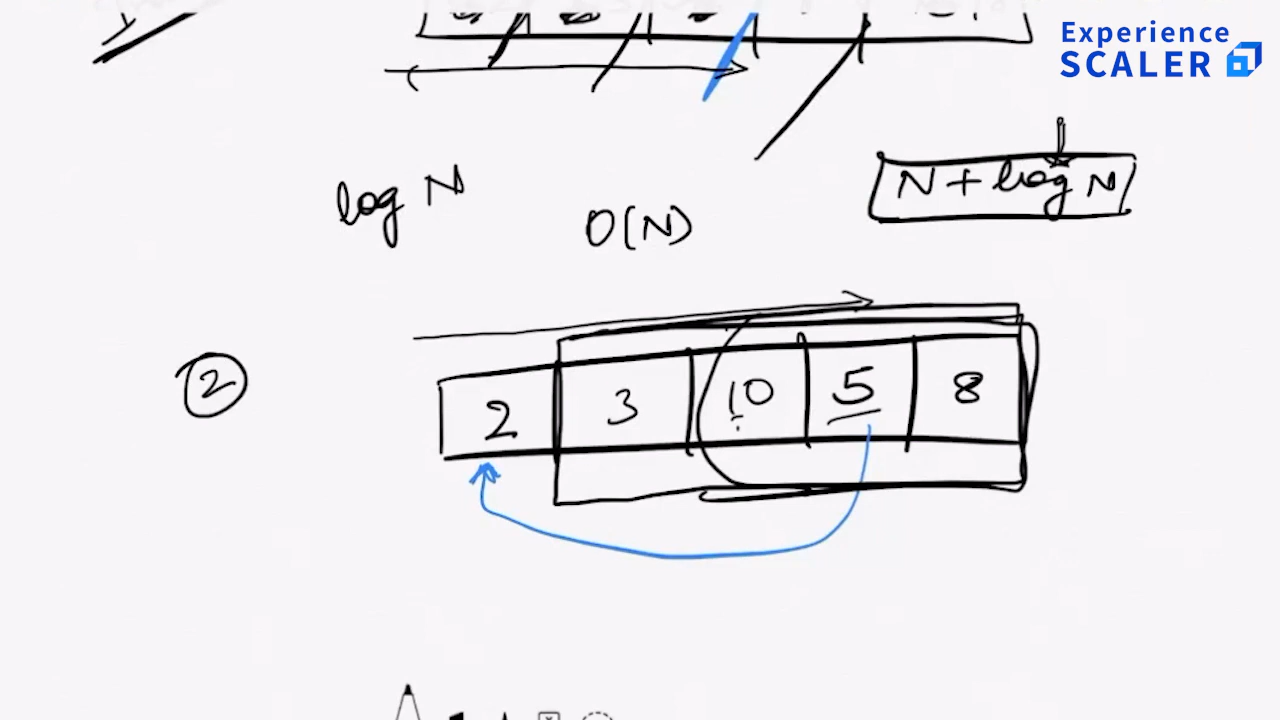 Experience
SCALER
log N
O(N)
N + log N
2
2 3 10 5 8